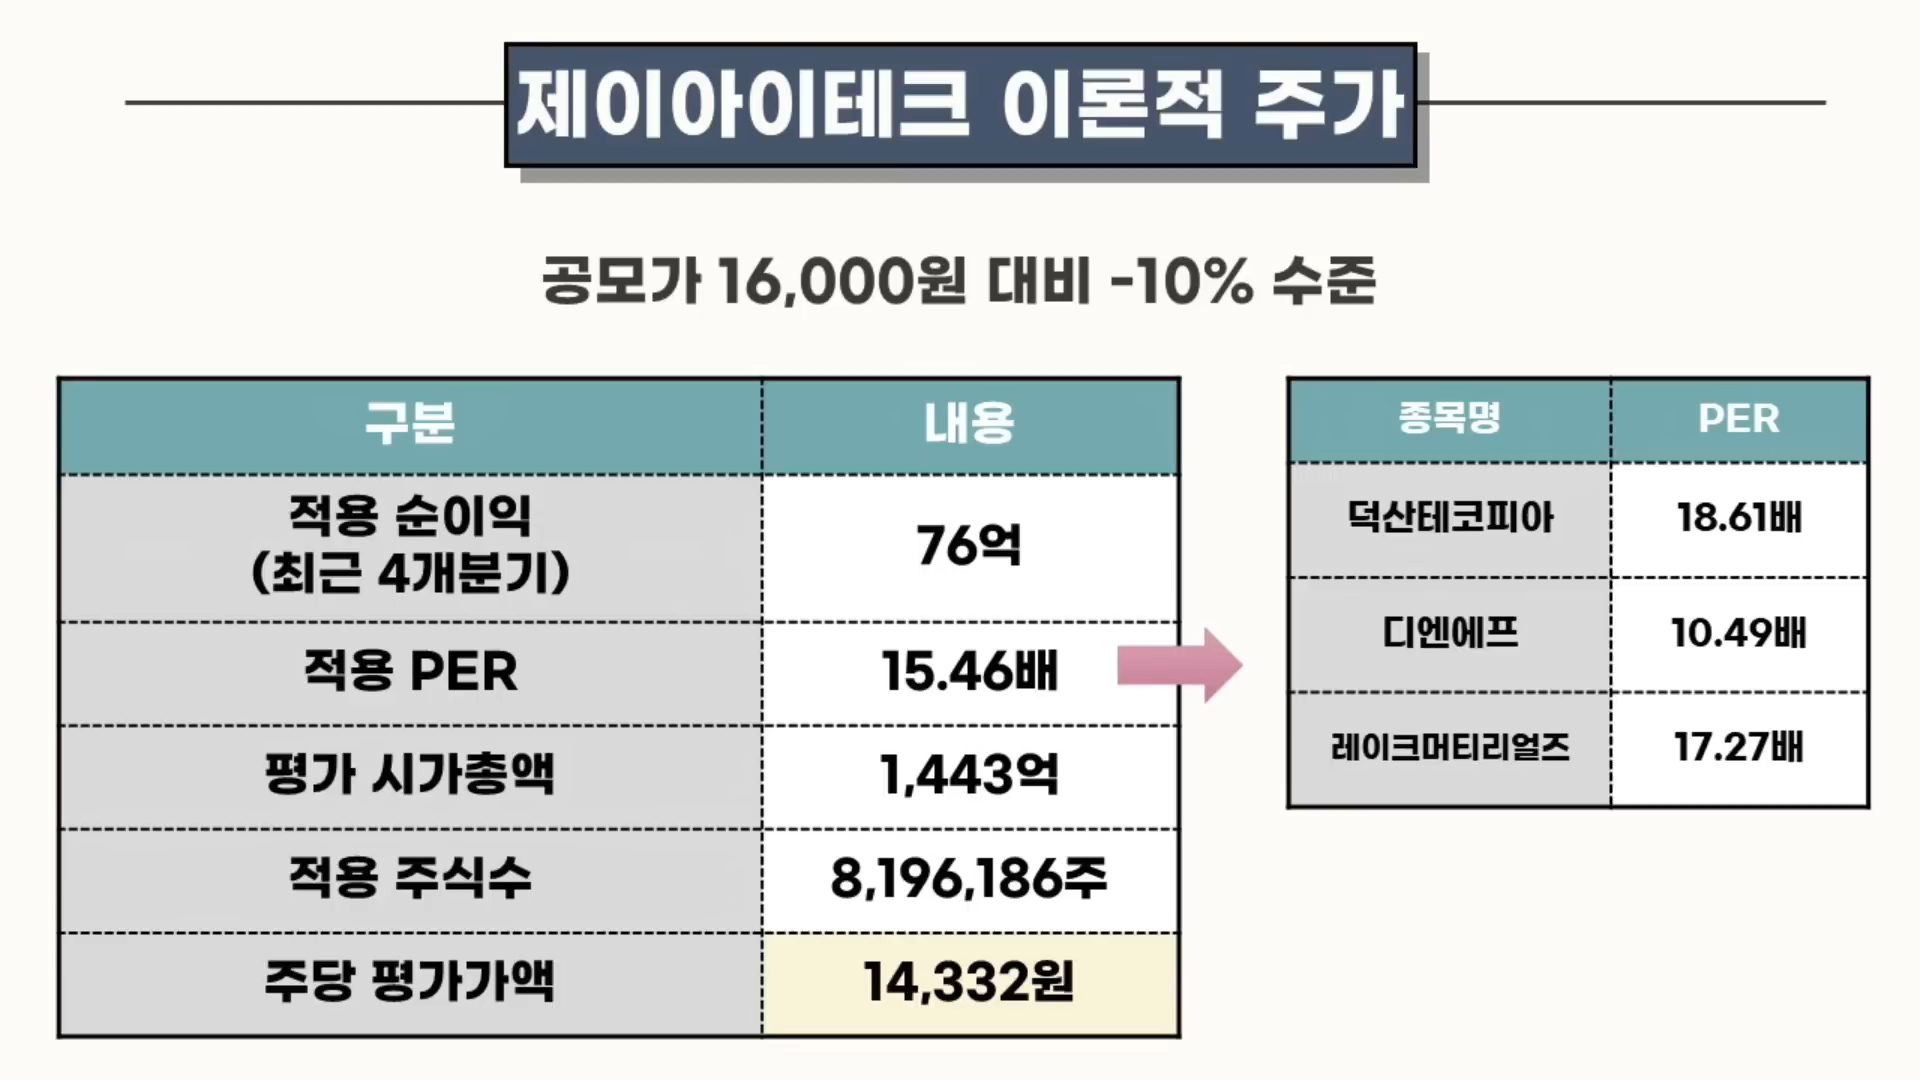 제이아이테크 이론적 주가
공모가 16,000원 대비 -10% 수준
구분 내용
적용 순이익
(최근 4개분기) 76억
적용 PER 15.46배
평가 시가총액 1,443억
적용 주식수 8,196,186주
주당 평가가액 14,332원
종목명 PER
덕산테코피아 18.61배
디엔에프 10.49배
레이크머티리얼즈 17.27배